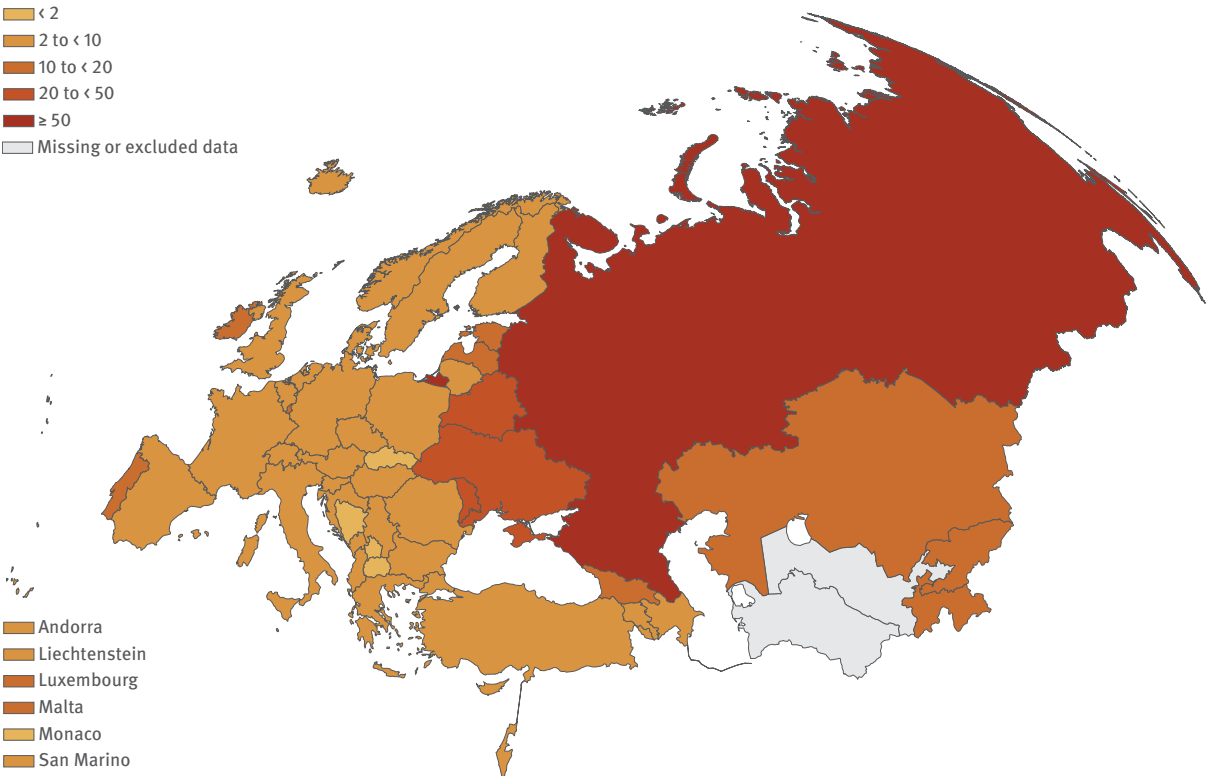 < 2
2 to < 10
10 to < 20
20 to < 50
≥ 50
Missing or excluded data
Andorra
Liechtenstein
Luxembourg
Malta
Monaco
San Marino